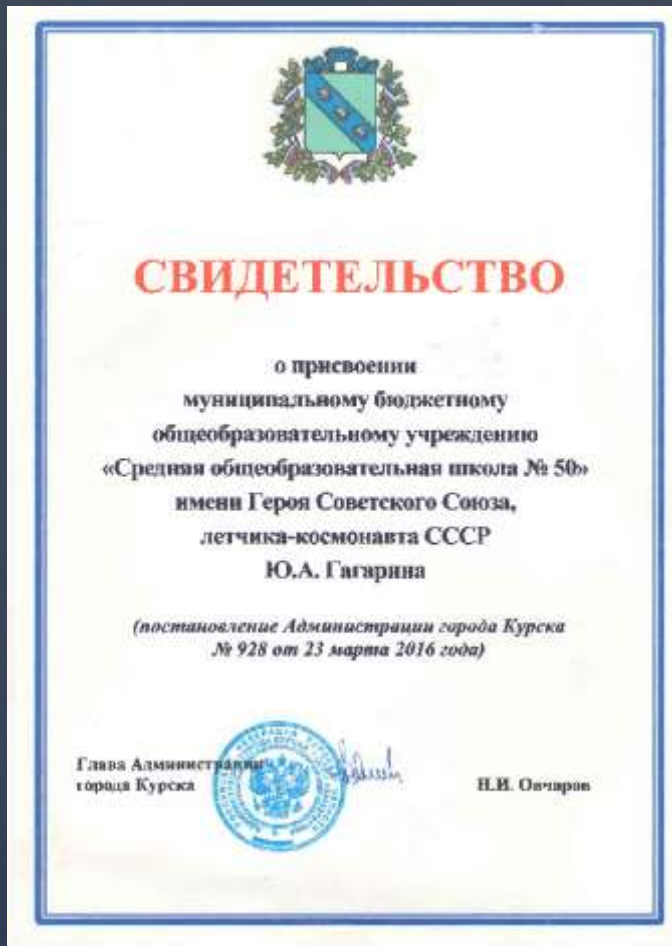 СВИДЕТЕЛЬСТВО
о присвоении
муниципальному бюджетному
общеобразовательному учреждению
«Средняя общеобразовательная школа № 50»
имени Героя Советского Союза,
летчика-космонавта СССР
Ю.А. Гагарина
(постановление Администрации города Курска
№ 928 от 23 марта 2016 года)
Глава Администрации
города Курска
Н.И. Овчаров